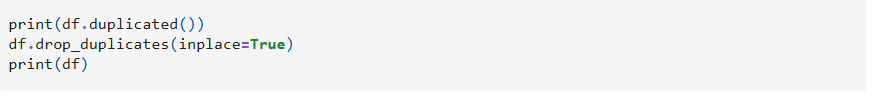 print(df.duplicated())
df.drop_duplicates(inplace=True)
print(df)